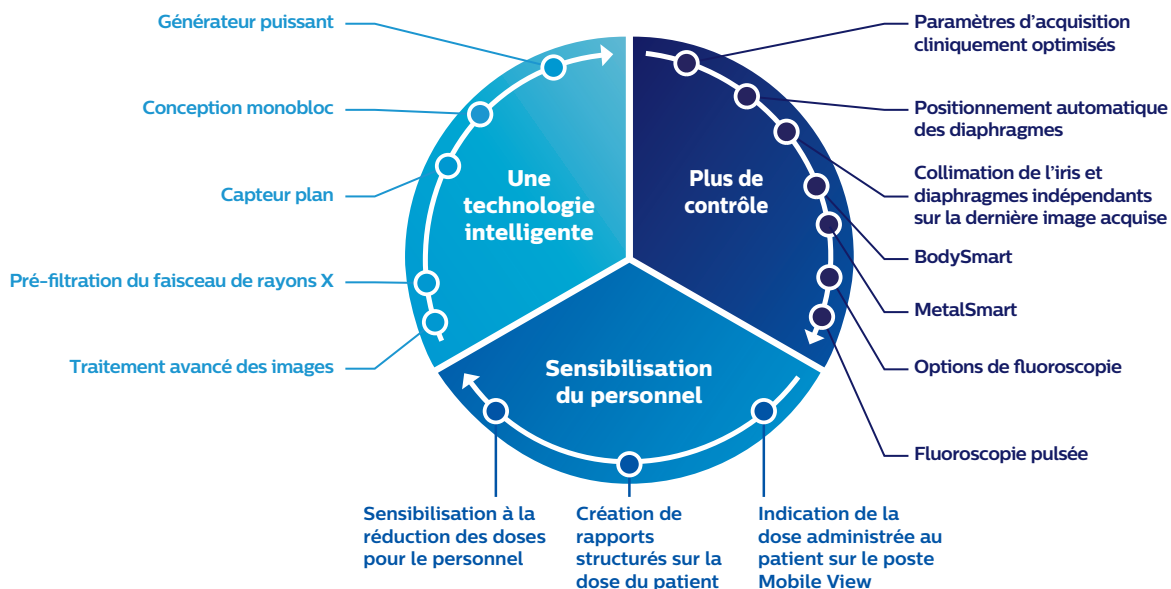 Générateur puissant
Conception monobloc
Capteur plan
Pré-filtration du faisceau de rayons X
Traitement avancé des images
Une
technologie
intelligente
Plus de
contrôle
Sensibilisation
du personnel
Paramètres d’acquisition
cliniquement optimisés
Positionnement automatique
des diaphragmes
Collimation de l’iris et
diaphragmes indépendants
sur la dernière image acquise
BodySmart
MetalSmart
Options de fluoroscopie
Fluoroscopie pulsée
Sensibilisation à la
réduction des doses
pour le personnel
Création de
rapports
structurés sur la
dose du patient
Indication de la
dose administrée au
patient sur le poste
Mobile View